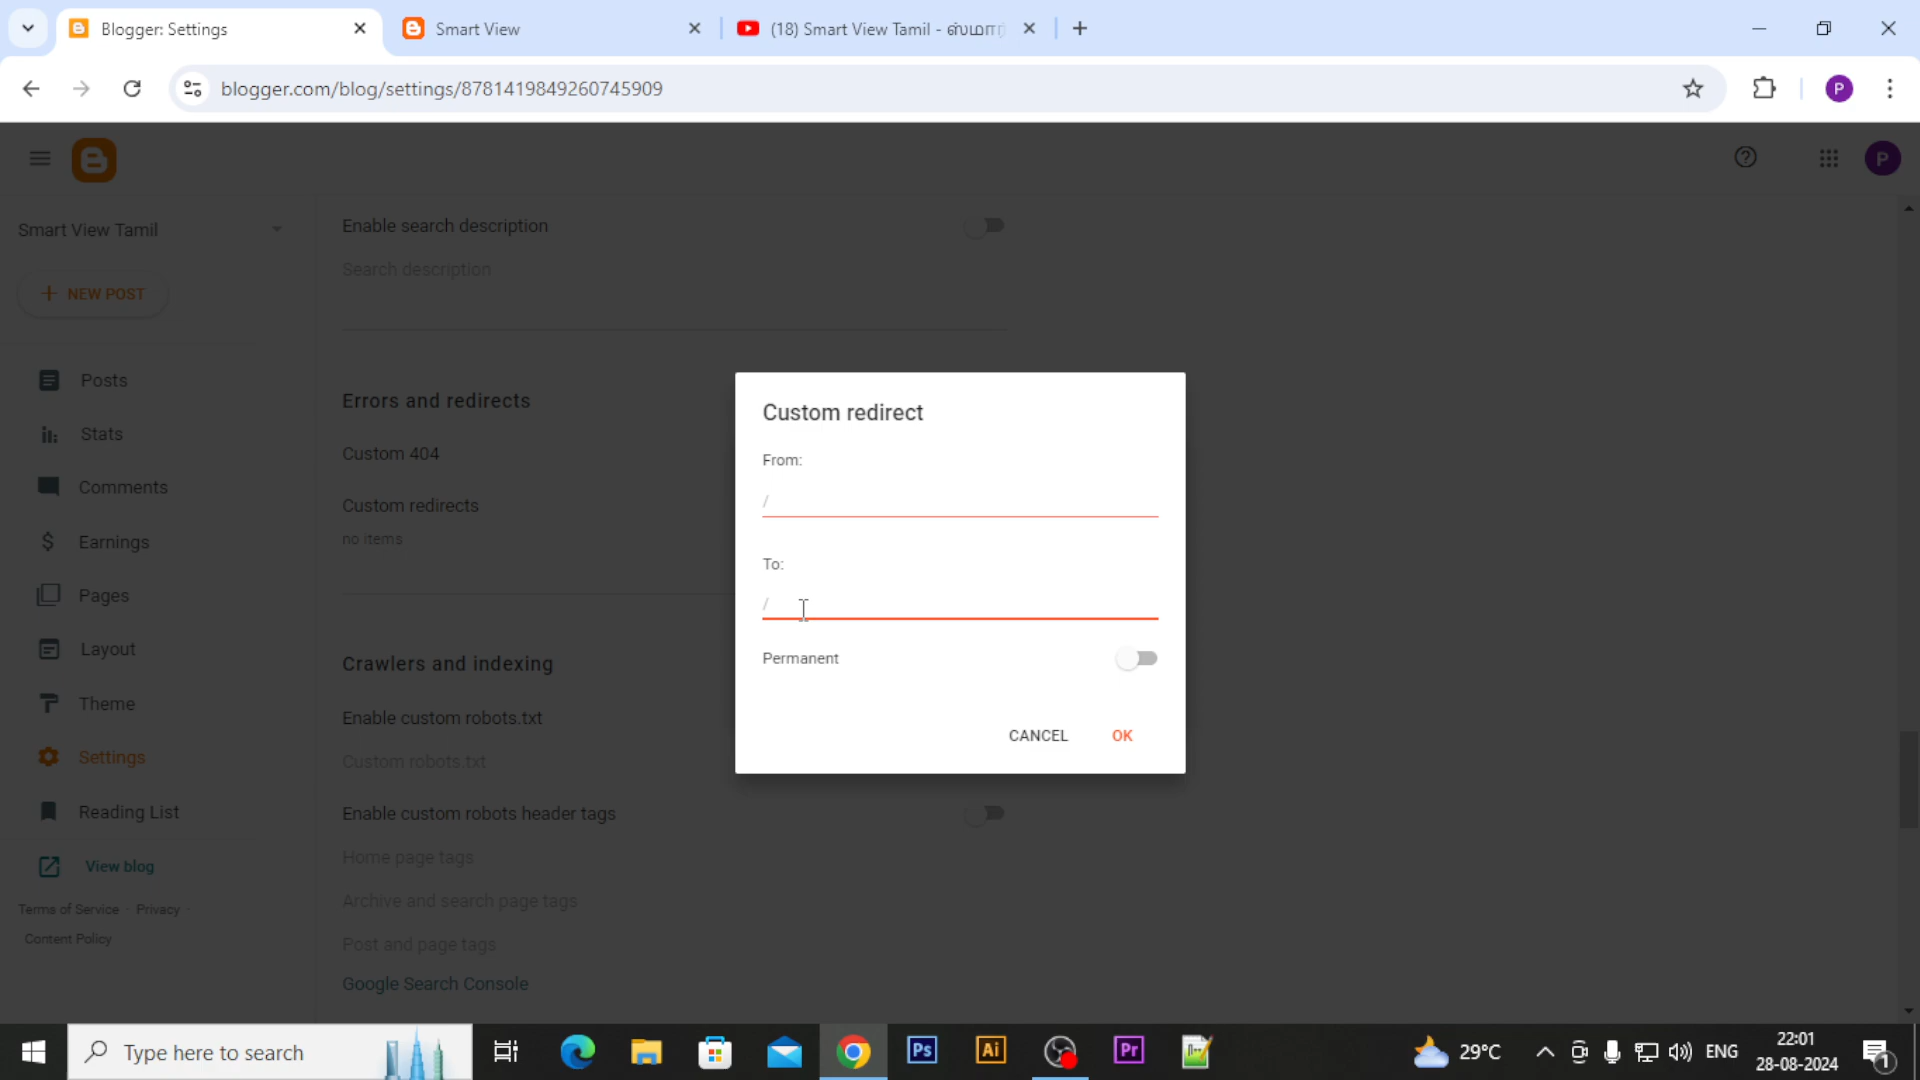 Blogger: Settings
Smart View
(18) Smart View Tamil - ஸ்மார்
blogger.com/blog/settings/8781419849260745909
P
P
Smart View Tamil
NEW POST
Posts
Stats
Comments
Earnings
Pages
Layout
Theme
Settings
Reading List
View blog
Terms of Service · Privacy ·
Content Policy
Enable search description
Search description
Errors and redirects
Custom 404
Custom redirects
no items
Crawlers and indexing
Enable custom robots.txt
Custom robots.txt
Enable custom robots header tags
Home page tags
Archive and search page tags
Post and page tags
Google Search Console
Custom redirect
From:
/
To:
/
Permanent
CANCEL
OK
Type here to search
Ps
Ai
Pr
29°C
ENG
22:01
28-08-2024
1